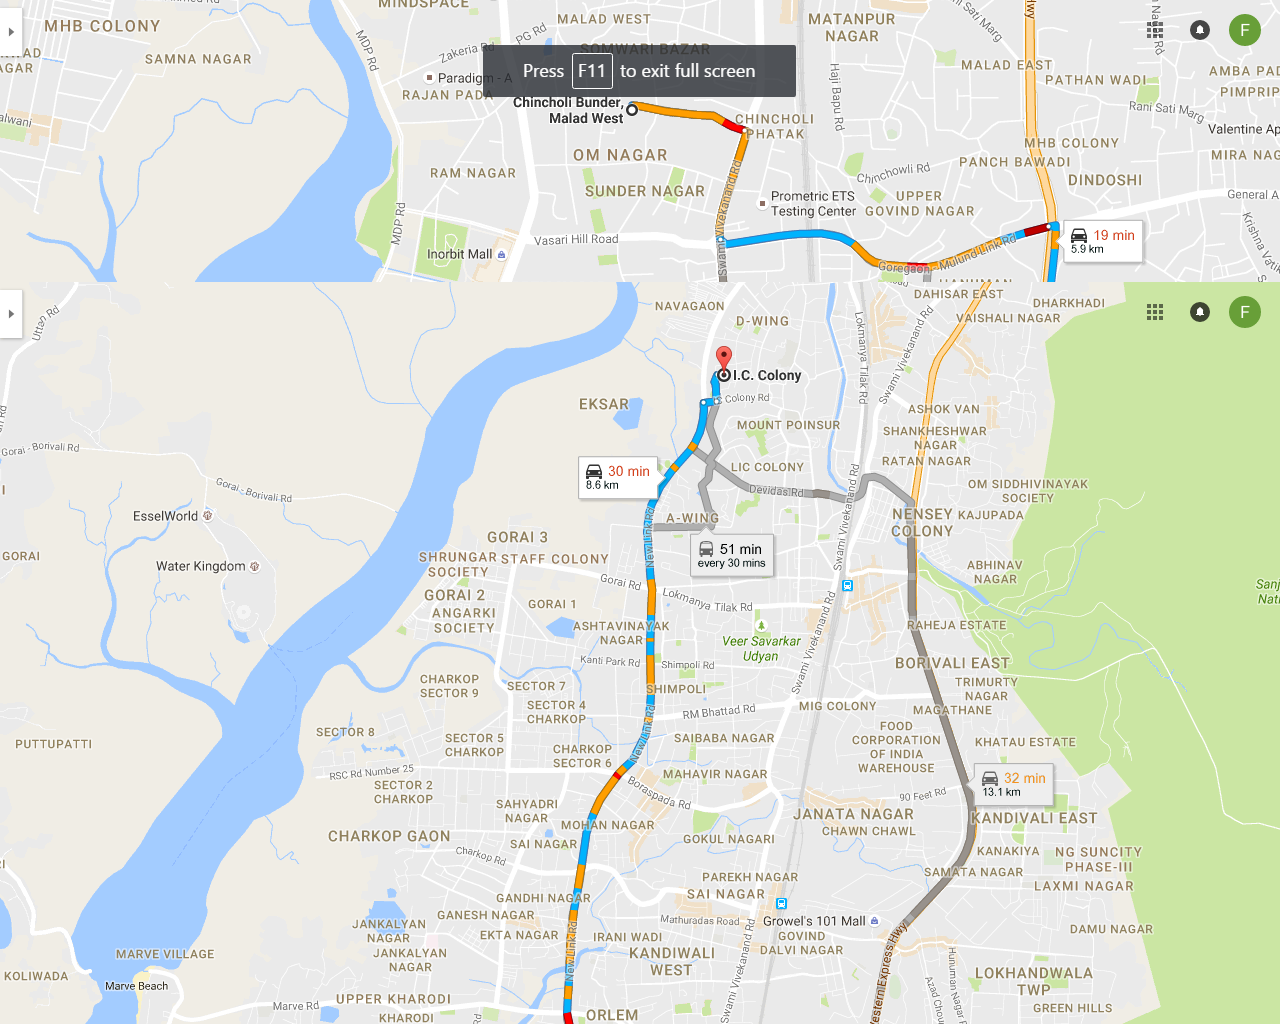 MHB COLONY
SAMNA NAGAR
MINDSPACE
MALAD WEST
MATANPUR
NAGAR
F
MDP Rd
PG Rd
Zakeria Rd
SOMWARI BAZAR
Press F11 to exit full screen
Haji Bapu Rd
MALAD EAST
PATHAN WADI
AMBA PAD
PIMPRIP
Rani Sati Marg
Paradigm - A
RAJAN PADA
Chincholi Bunder,
Malad West
CHINCHOLI
PHATAK
Valentine Ap
MHB COLONY
MIRA NAG
OM NAGAR
PANCH BAWADI
DINDOSHI
RAM NAGAR
SUNDER NAGAR
Chinchowli Rd
Prometric ETS
Testing Center
UPPER
GOVIND NAGAR
General A
MDP Rd
Vasari Hill Road
Swami Vivekanand Rd
Goregaon - Mulund Link Rd
Inorbit Mall
19 min
5.9 km
Krishna Vatik
Uttan Rd
NAVAGAON
D-WING
DAHISAR EAST
DHARKHADI
VAISHALI NAGAR
F
Lokmanya Tilak Rd
Swami Vivekanand Rd
I.C. Colony
EKSAR
Colony Rd
ASHOK VAN
MOUNT POINSUR
SHANKHESHWAR
NAGAR
RATAN NAGAR
Gorai - Borivali Rd
Gorai - Borivali Rd
30 min
8.6 km
LIC COLONY
Devidas Rd
OM SIDDHIVINAYAK
SOCIETY
EsselWorld
A-WING
NENSEY
COLONY
KAJUPADA
GORAI 3
GORAI
SHRUNGAR
SOCIETY
STAFF COLONY
New Link Rd
51 min
every 30 mins
Swami Vivekanand Rd
Water Kingdom
ABHINAV
NAGAR
Gorai Rd
GORAI 2
GORAI 1
Lokmanya Tilak Rd
Sanj
Nati
ANGARKI
SOCIETY
ASHTAVINAYAK
NAGAR
RAHEJA ESTATE
Veer Savarkar
Udyan
Kanti Park Rd
Shimpoli Rd
Swami Vivekanand Rd
BORIVALI EAST
CHARKOP
SECTOR 9
SECTOR 7
SHIMPOLI
TRIMURTY
NAGAR
SECTOR 4
CHARKOP
RM Bhattad Rd
MIG COLONY
MAGATHANE
SECTOR 8
SECTOR 5
CHARKOP
New Link Rd
SAIBABA NAGAR
FOOD
CORPORATION
OF INDIA
WAREHOUSE
PUTTUPATTI
KHATAU ESTATE
CHARKOP
SECTOR 6
RSC Rd Number 25
MAHAVIR NAGAR
32 min
13.1 km
SECTOR 2
CHARKOP
Boraspada Rd
90 Feet Rd
SAHYADRI
NAGAR
JANATA NAGAR
KANDIVALI EAST
MOHAN NAGAR
CHAWN CHAWL
CHARKOP GAON
SAI NAGAR
GOKUL NAGARI
KANAKIYA
NG SUNCITY
PHASE-III
Charkop Rd
PAREKH NAGAR
SAMATA NAGAR
SAI NAGAR
LAXMI NAGAR
GANDHI NAGAR
GANESH NAGAR
Mathuradas Road
Growel's 101 Mall
JANKALYAN
NAGAR
EKTA NAGAR
IRANI WADI
GOVIND
DALVI NAGAR
DAMU NAGAR
MARVE VILLAGE
JANKALYAN
NAGAR
New Link Rd
KANDIWALI
WEST
Swami Vivekanand Rd
Western Express Hwy
KOLIWADA
LOKHANDWALA
TWP
Marve Beach
UPPER KHARODI
KHARODI
Marve Rd
ORLEM
GREEN HILLS